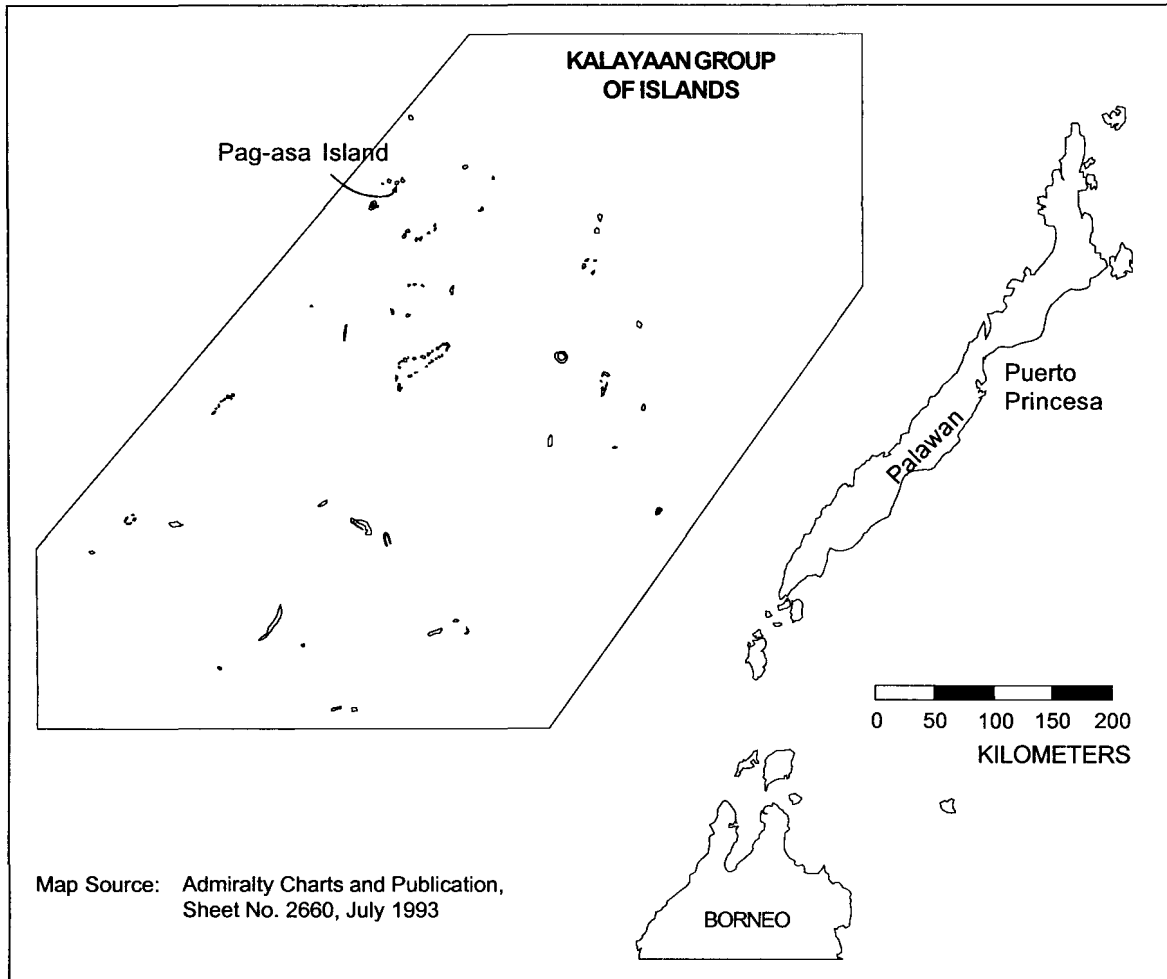 KALAYAAN GROUP
OF ISLANDS
Pag-asa Island
Puerto
Princesa
Palawan
0 50 100 150 200
KILOMETERS
Map Source: Admiralty Charts and Publication,
Sheet No. 2660, July 1993
BORNEO